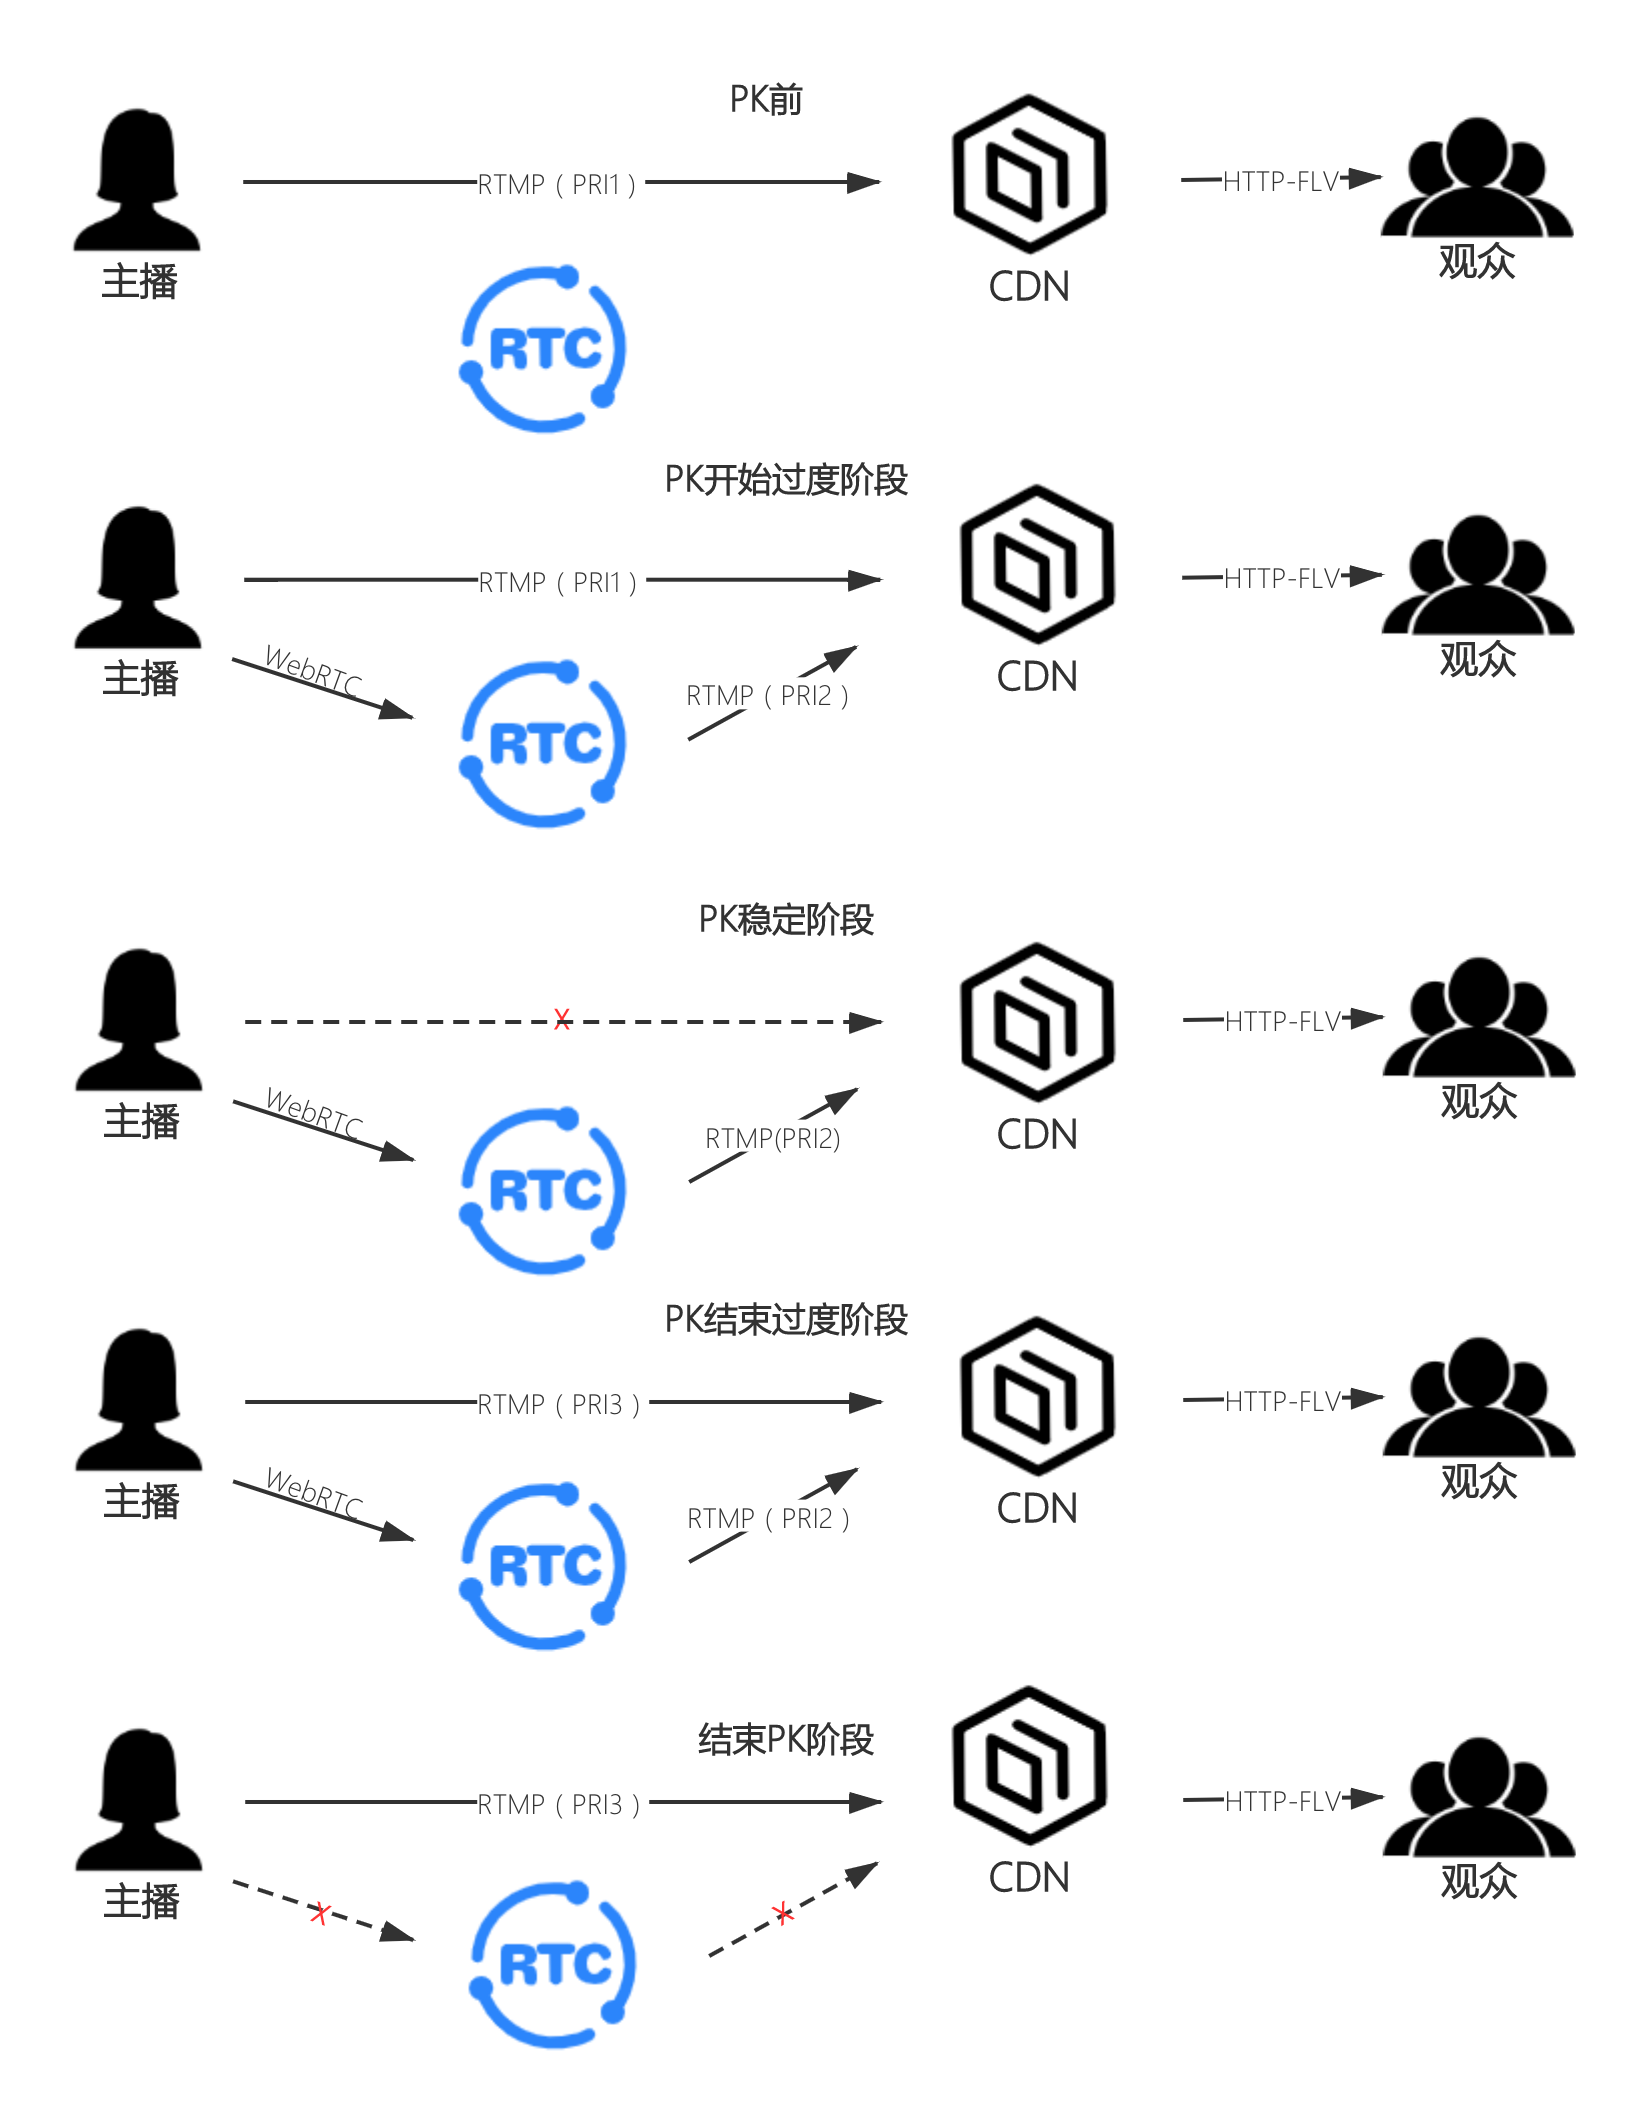 PK前
RTMP ( PRI1 )
HTTP-FLV
主播
RTC
CDN
观众
PK开始过度阶段
RTMP ( PRI1 )
HTTP-FLV
主播
WebRTC
RTC
RTMP ( PRI2 )
CDN
观众
PK稳定阶段
X
HTTP-FLV
主播
WebRTC
RTC
RTMP(PRI2)
CDN
观众
PK结束过度阶段
RTMP ( PRI3 )
HTTP-FLV
主播
WebRTC
RTC
RTMP ( PRI2 )
CDN
观众
结束PK阶段
RTMP ( PRI3 )
HTTP-FLV
主播
X
RTC
X
CDN
观众